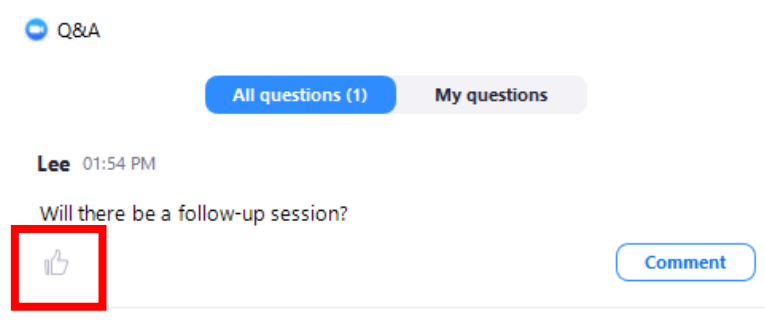 Q&A
All questions (1) My questions
Lee 01:54 PM
Will there be a follow-up session?
Comment